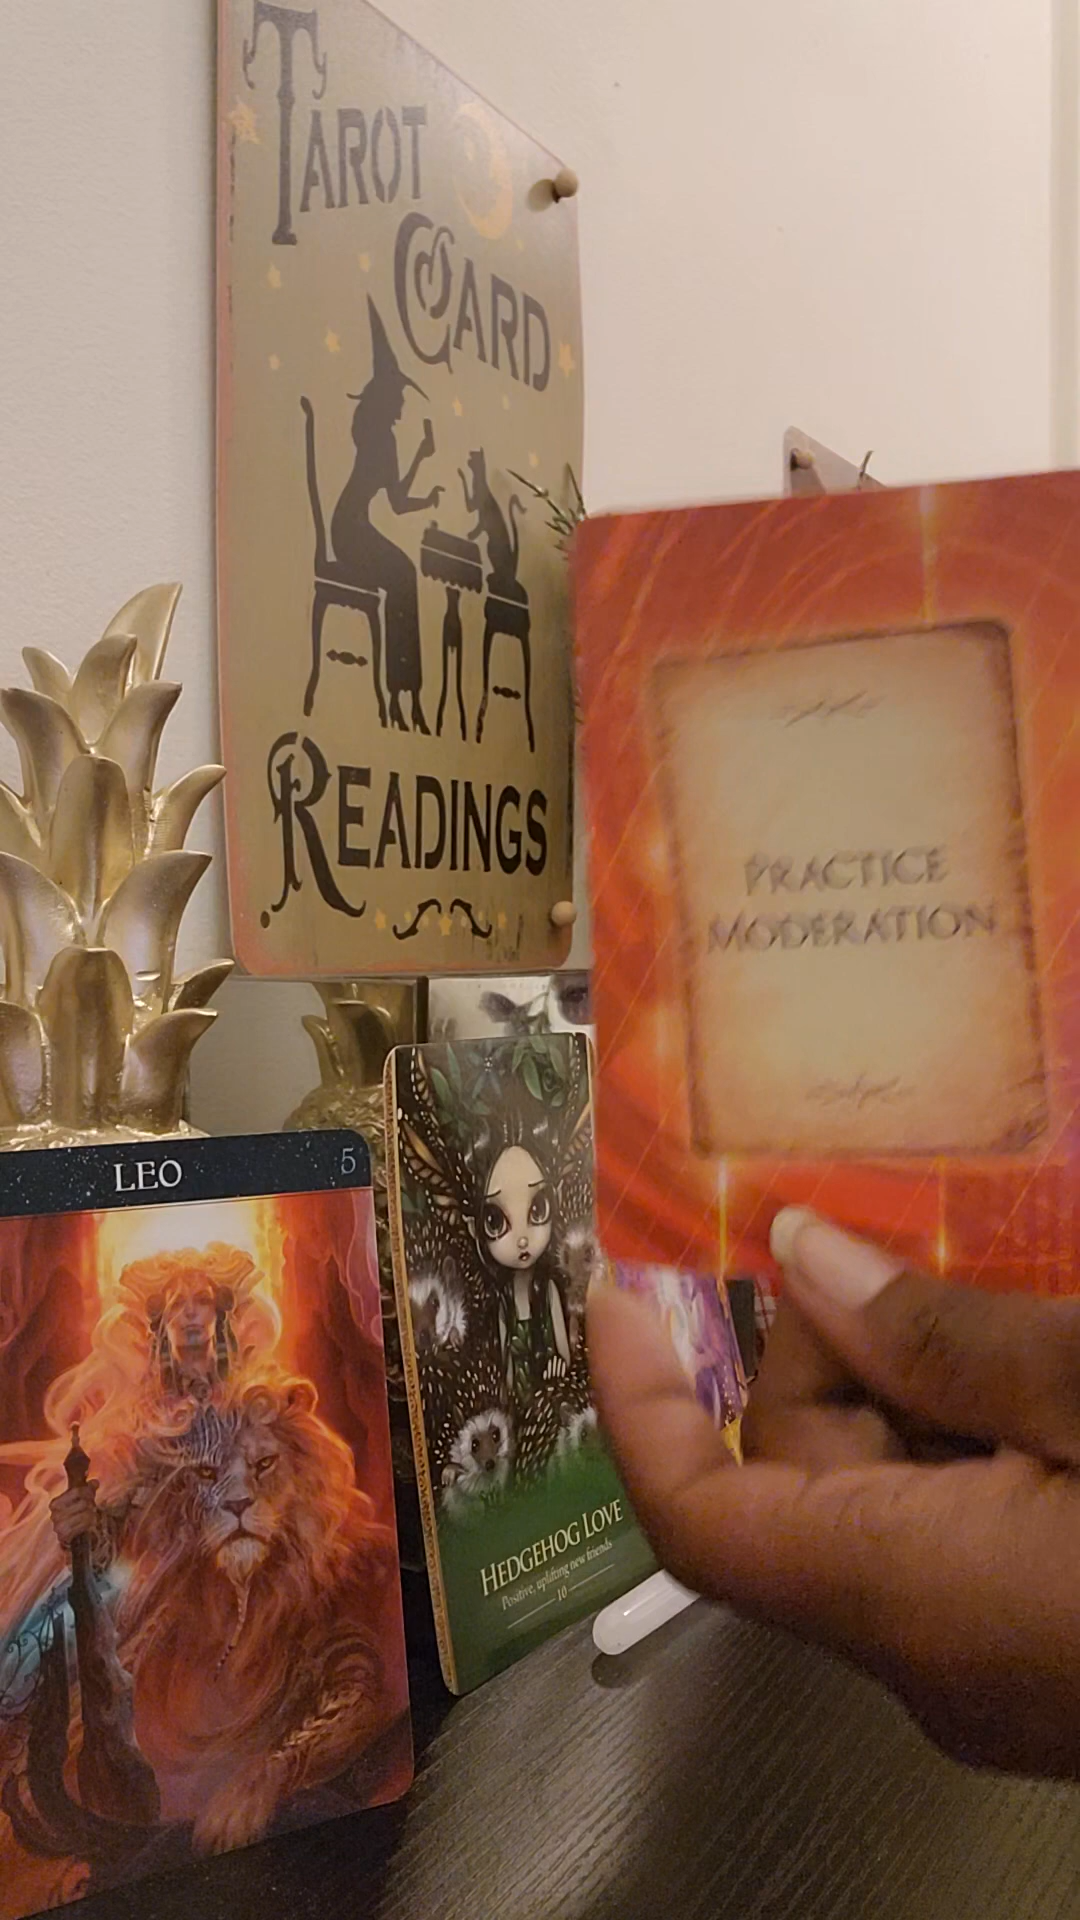 TAROT
CARD
READINGS
PRACTICE
MODERATION
LEO
5
HEDGEHOG LOVE
Positive, uplifting new friends
10